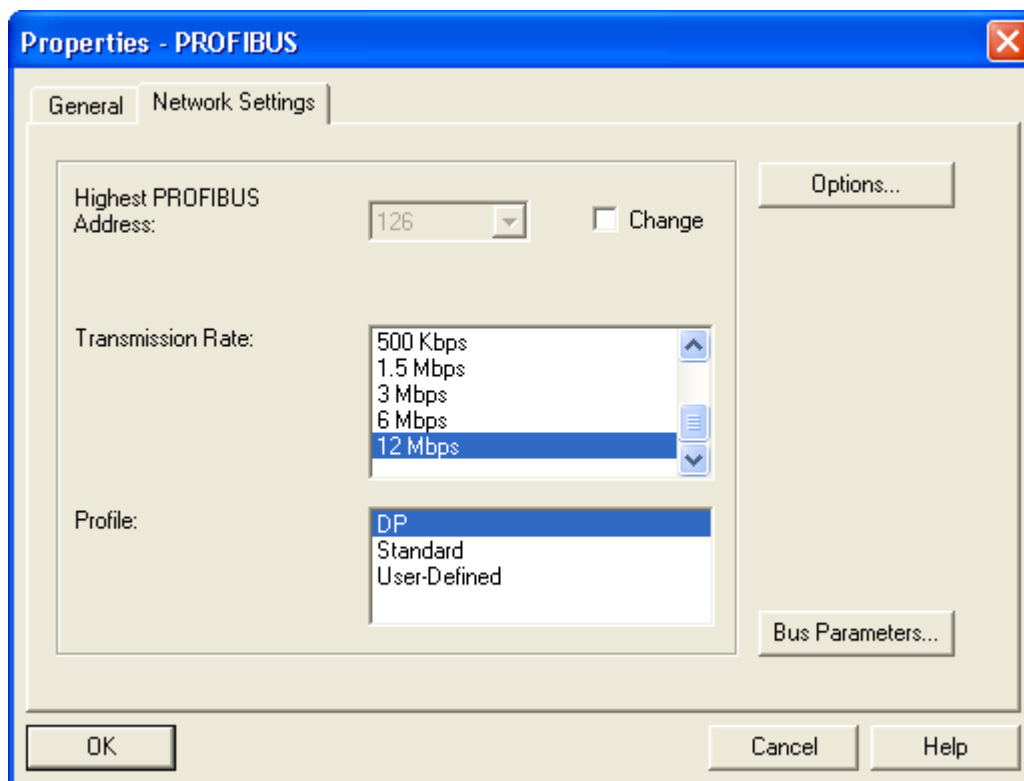 Properties - PROFIBUS
General
Network Settings
Highest PROFIBUS
Address:
126
Change
Options...
Transmission Rate:
500 Kbps
1.5 Mbps
3 Mbps
6 Mbps
12 Mbps
Profile:
DP
Standard
User-Defined
Bus Parameters...
OK
Cancel
Help